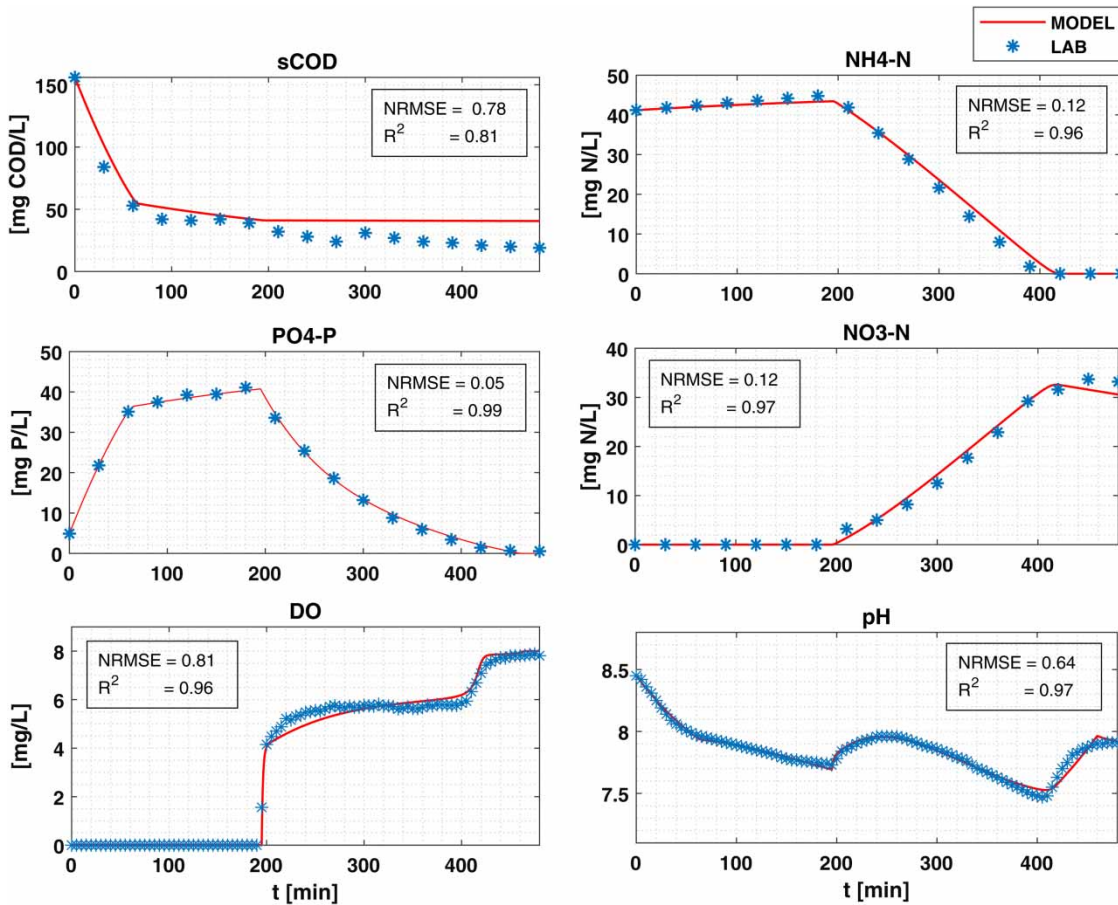 MODEL
LAB
sCOD
[mg COD/L]
150
100
50
0
NRMSE = 0.78
R² = 0.81
0 100 200 300 400
NH4-N
[mg N/L]
50
40
30
20
10
0
NRMSE = 0.12
R² = 0.96
0 100 200 300 400
PO4-P
[mg P/L]
50
40
30
20
10
0
NRMSE = 0.05
R² = 0.99
0 100 200 300 400
NO3-N
[mg N/L]
40
30
20
10
0
NRMSE = 0.12
R² = 0.97
0 100 200 300 400
DO
[mg/L]
8
6
4
2
0
NRMSE = 0.81
R² = 0.96
0 100 200 300 400
t [min]
pH
8.5
8
7.5
NRMSE = 0.64
R² = 0.97
0 100 200 300 400
t [min]